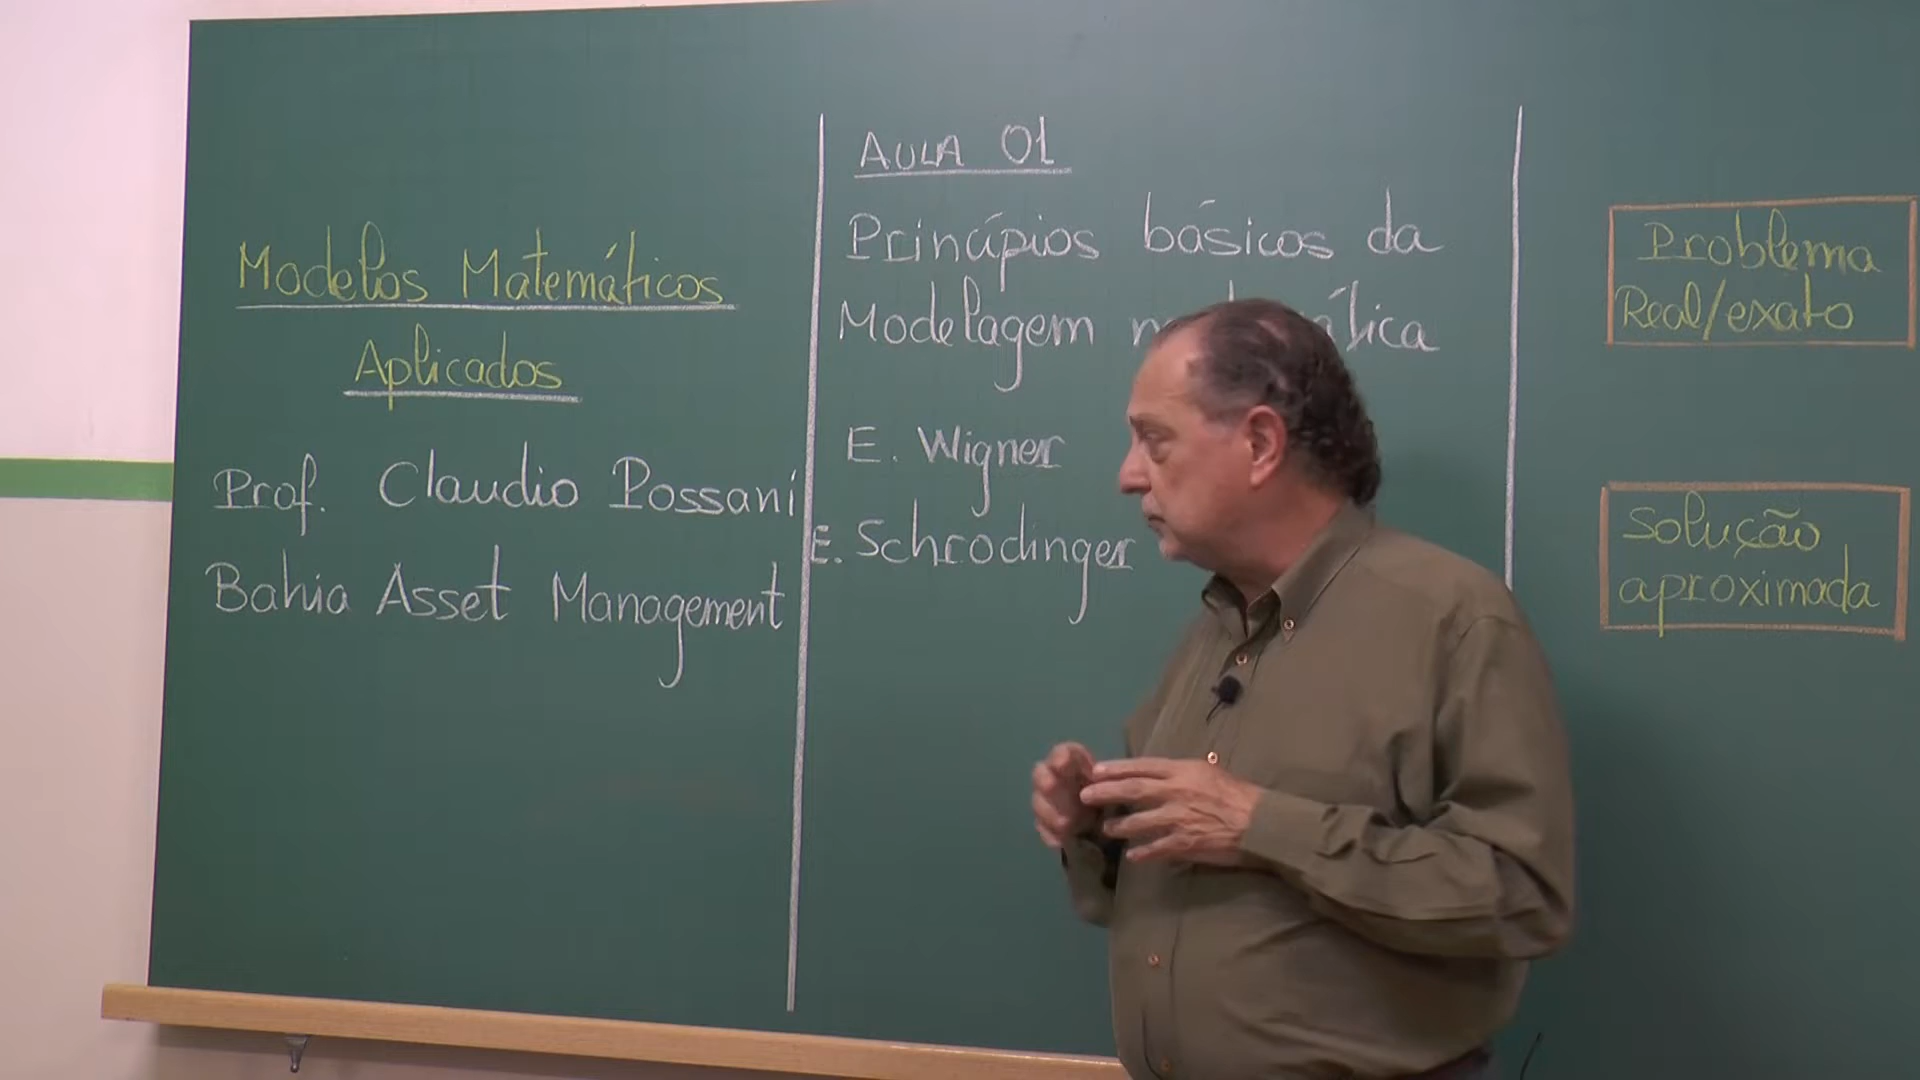 Modelos Matemáticos
Aplicados
Prof. Claudio Possani
Bahia Asset Management
AULA 01
Princípios básicos da
Modelagem
E. Wigner
E. Schrodinger
Problema
Real/exato
Solução
aproximada